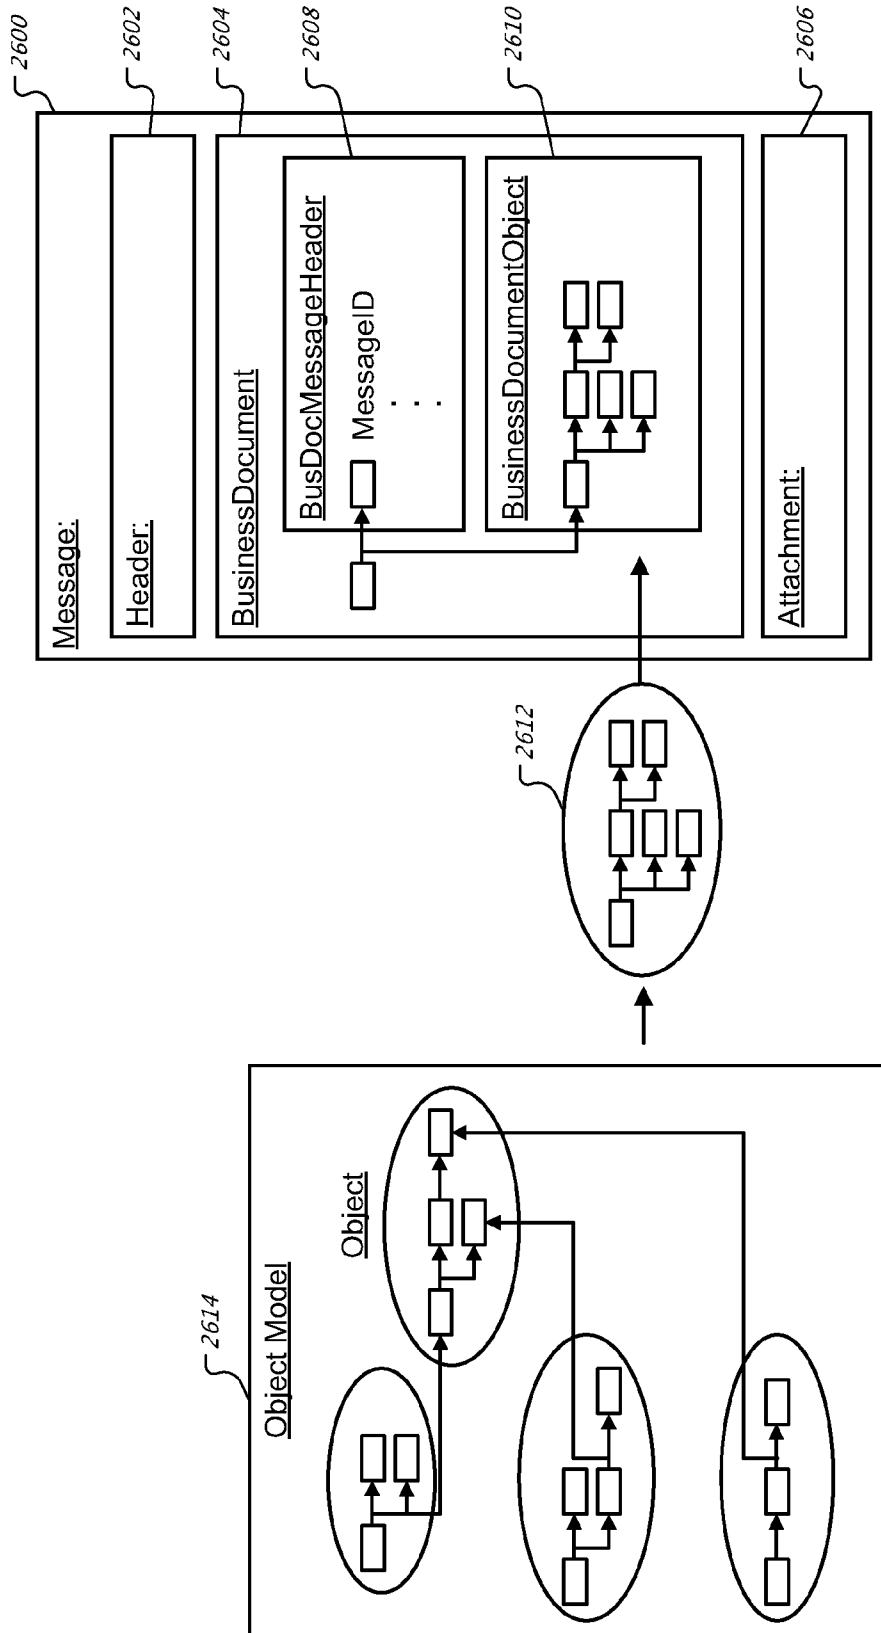 2600
2602
2604
2608
2610
2606
Message:
Header:
BusinessDocument
BusDocMessageHeader
MessageID
. . .
BusinessDocumentObject
Attachment:
2612
2614
Object Model
Object